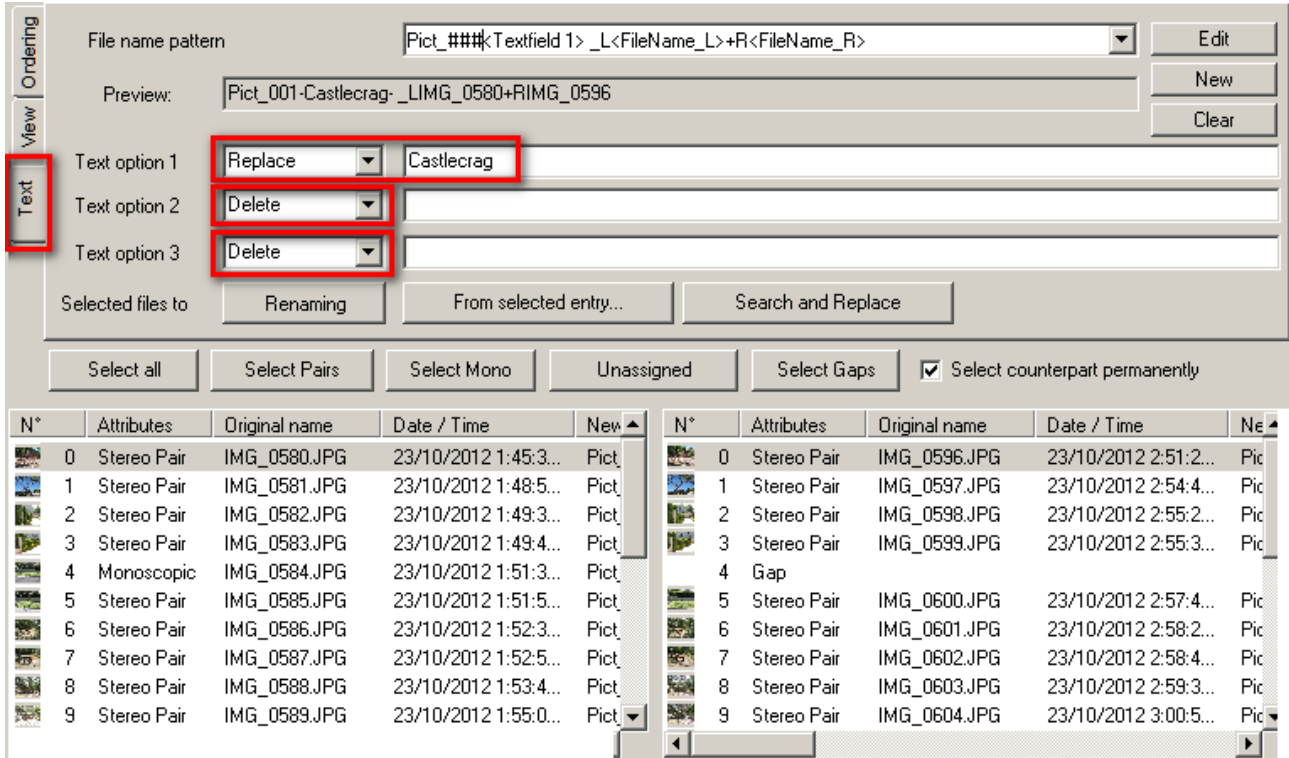 Ordering
View
Text
File name pattern Pict_###<Textfield 1> _L<FileName_L>+R<FileName_R> Edit
Preview: Pict_001-Castlecrag- _LIMG_0580+RIMG_0596 New
Clear
Text option 1 Replace Castlecrag
Text option 2 Delete
Text option 3 Delete
Selected files to Renaming From selected entry... Search and Replace
Select all Select Pairs Select Mono Unassigned Select Gaps Select counterpart permanently
N° Attributes Original name Date / Time New N° Attributes Original name Date / Time Ne
0 Stereo Pair IMG_0580.JPG 23/10/2012 1:45:3... Pict_ 0 Stereo Pair IMG_0596.JPG 23/10/2012 2:51:2... Pic
1 Stereo Pair IMG_0581.JPG 23/10/2012 1:48:5... Pict_ 1 Stereo Pair IMG_0597.JPG 23/10/2012 2:54:4... Pic
2 Stereo Pair IMG_0582.JPG 23/10/2012 1:49:3... Pict_ 2 Stereo Pair IMG_0598.JPG 23/10/2012 2:55:2... Pic
3 Stereo Pair IMG_0583.JPG 23/10/2012 1:49:4... Pict_ 3 Stereo Pair IMG_0599.JPG 23/10/2012 2:55:3... Pic
4 Monoscopic IMG_0584.JPG 23/10/2012 1:51:3... Pict_ 4 Gap
5 Stereo Pair IMG_0585.JPG 23/10/2012 1:51:5... Pict_ 5 Stereo Pair IMG_0600.JPG 23/10/2012 2:57:4... Pic
6 Stereo Pair IMG_0586.JPG 23/10/2012 1:52:3... Pict_ 6 Stereo Pair IMG_0601.JPG 23/10/2012 2:58:2... Pic
7 Stereo Pair IMG_0587.JPG 23/10/2012 1:52:5... Pict_ 7 Stereo Pair IMG_0602.JPG 23/10/2012 2:58:4... Pic
8 Stereo Pair IMG_0588.JPG 23/10/2012 1:53:4... Pict_ 8 Stereo Pair IMG_0603.JPG 23/10/2012 2:59:3... Pic
9 Stereo Pair IMG_0589.JPG 23/10/2012 1:55:0... Pict_ 9 Stereo Pair IMG_0604.JPG 23/10/2012 3:00:5... Pic